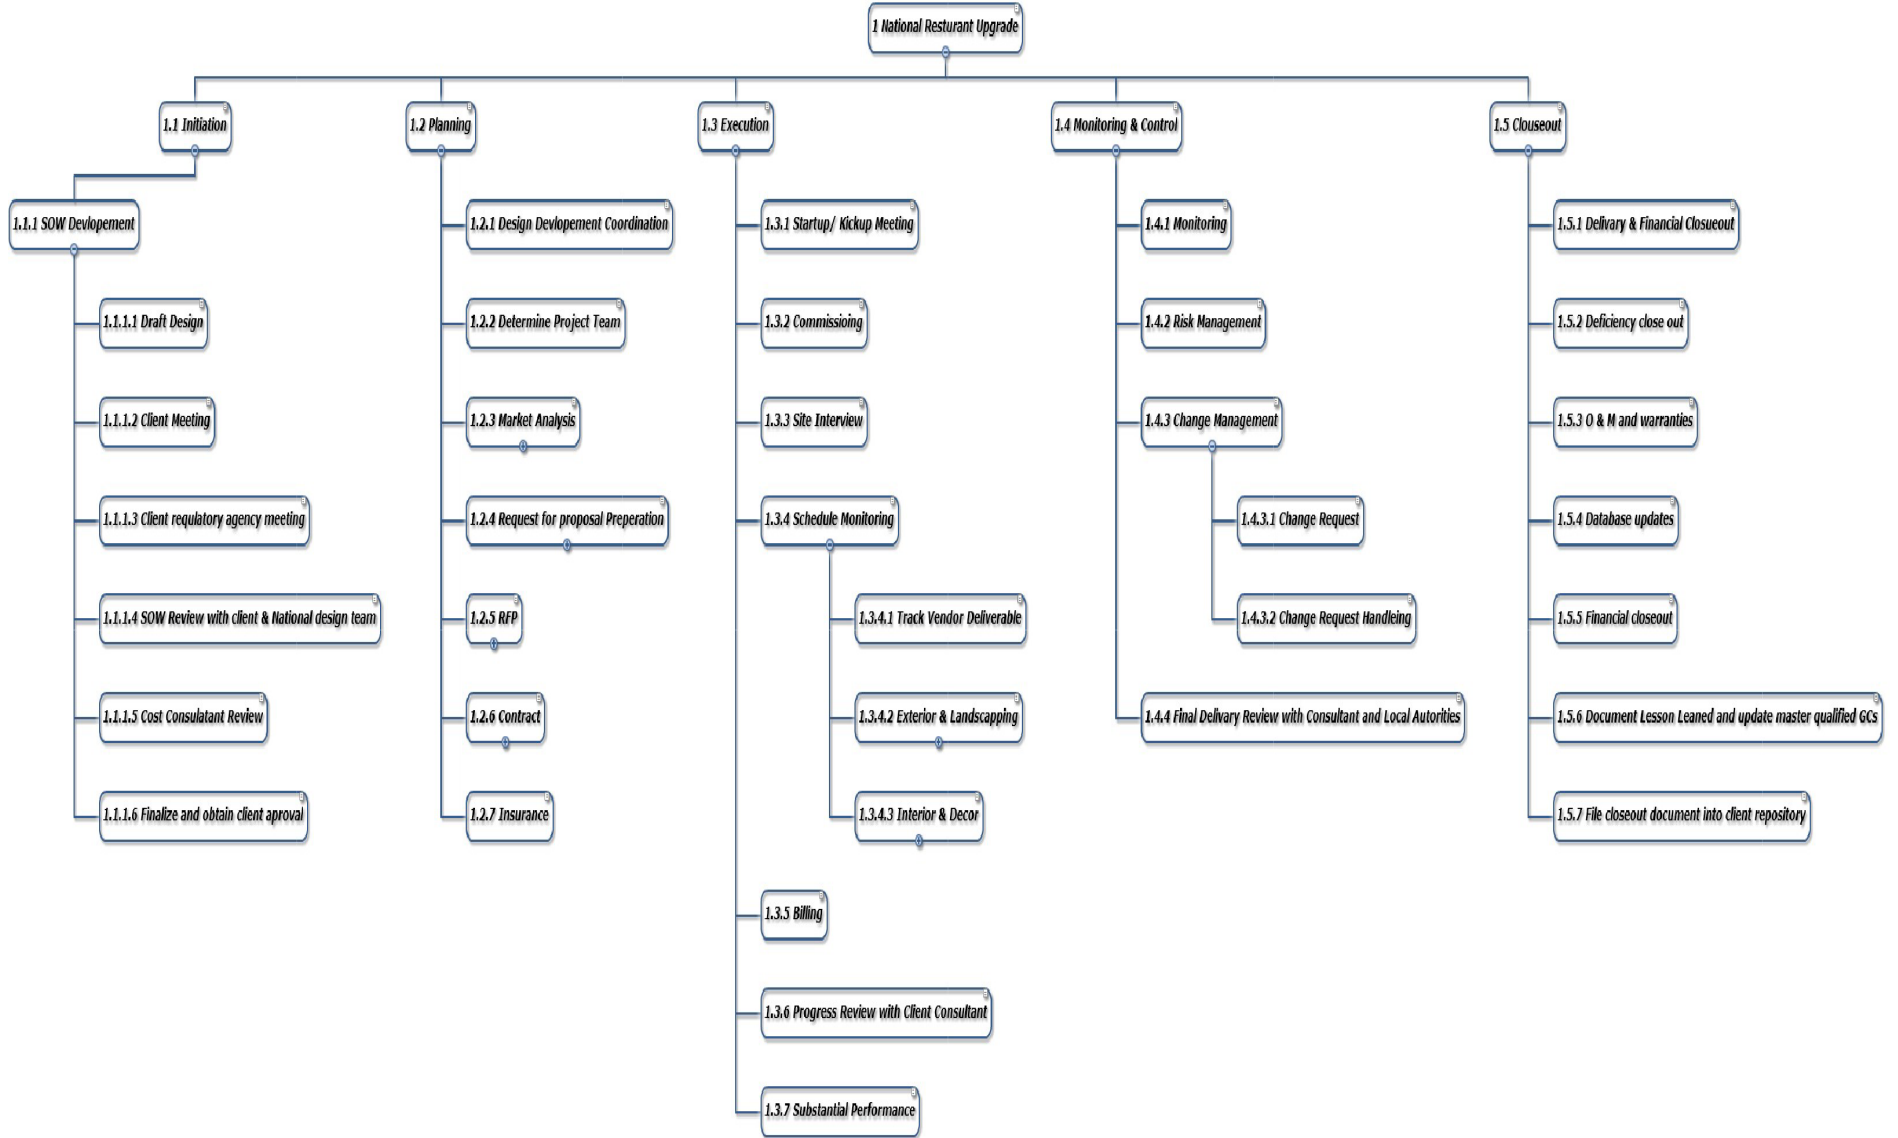 1 National Resturant Upgrade
1.1 Initiation
1.2 Planning
1.3 Execution
1.4 Monitoring & Control
1.5 Clouseout
1.1.1 SOW Devlopement
1.1.1.1 Draft Design
1.1.1.2 Client Meeting
1.1.1.3 Client requlatory agency meeting
1.1.1.4 SOW Review with client & National design team
1.1.1.5 Cost Consulatant Review
1.1.1.6 Finalize and obtain client aproval
1.2.1 Design Devlopement Coordination
1.2.2 Determine Project Team
1.2.3 Market Analysis
1.2.4 Request for proposal Preperation
1.2.5 RFP
1.2.6 Contract
1.2.7 Insurance
1.3.1 Startup/ Kickup Meeting
1.3.2 Commissioing
1.3.3 Site Interview
1.3.4 Schedule Monitoring
1.3.4.1 Track Vendor Deliverable
1.3.4.2 Exterior & Landscapping
1.3.4.3 Interior & Decor
1.3.5 Billing
1.3.6 Progress Review with Client Consultant
1.3.7 Substantial Performance
1.4.1 Monitoring
1.4.2 Risk Management
1.4.3 Change Management
1.4.3.1 Change Request
1.4.3.2 Change Request Handleing
1.4.4 Final Delivary Review with Consultant and Local Autorities
1.5.1 Delivary & Financial Closueout
1.5.2 Deficiency close out
1.5.3 O & M and warranties
1.5.4 Database updates
1.5.5 Financial closeout
1.5.6 Document Lesson Leaned and update master qualified GCs
1.5.7 File closeout document into client repository